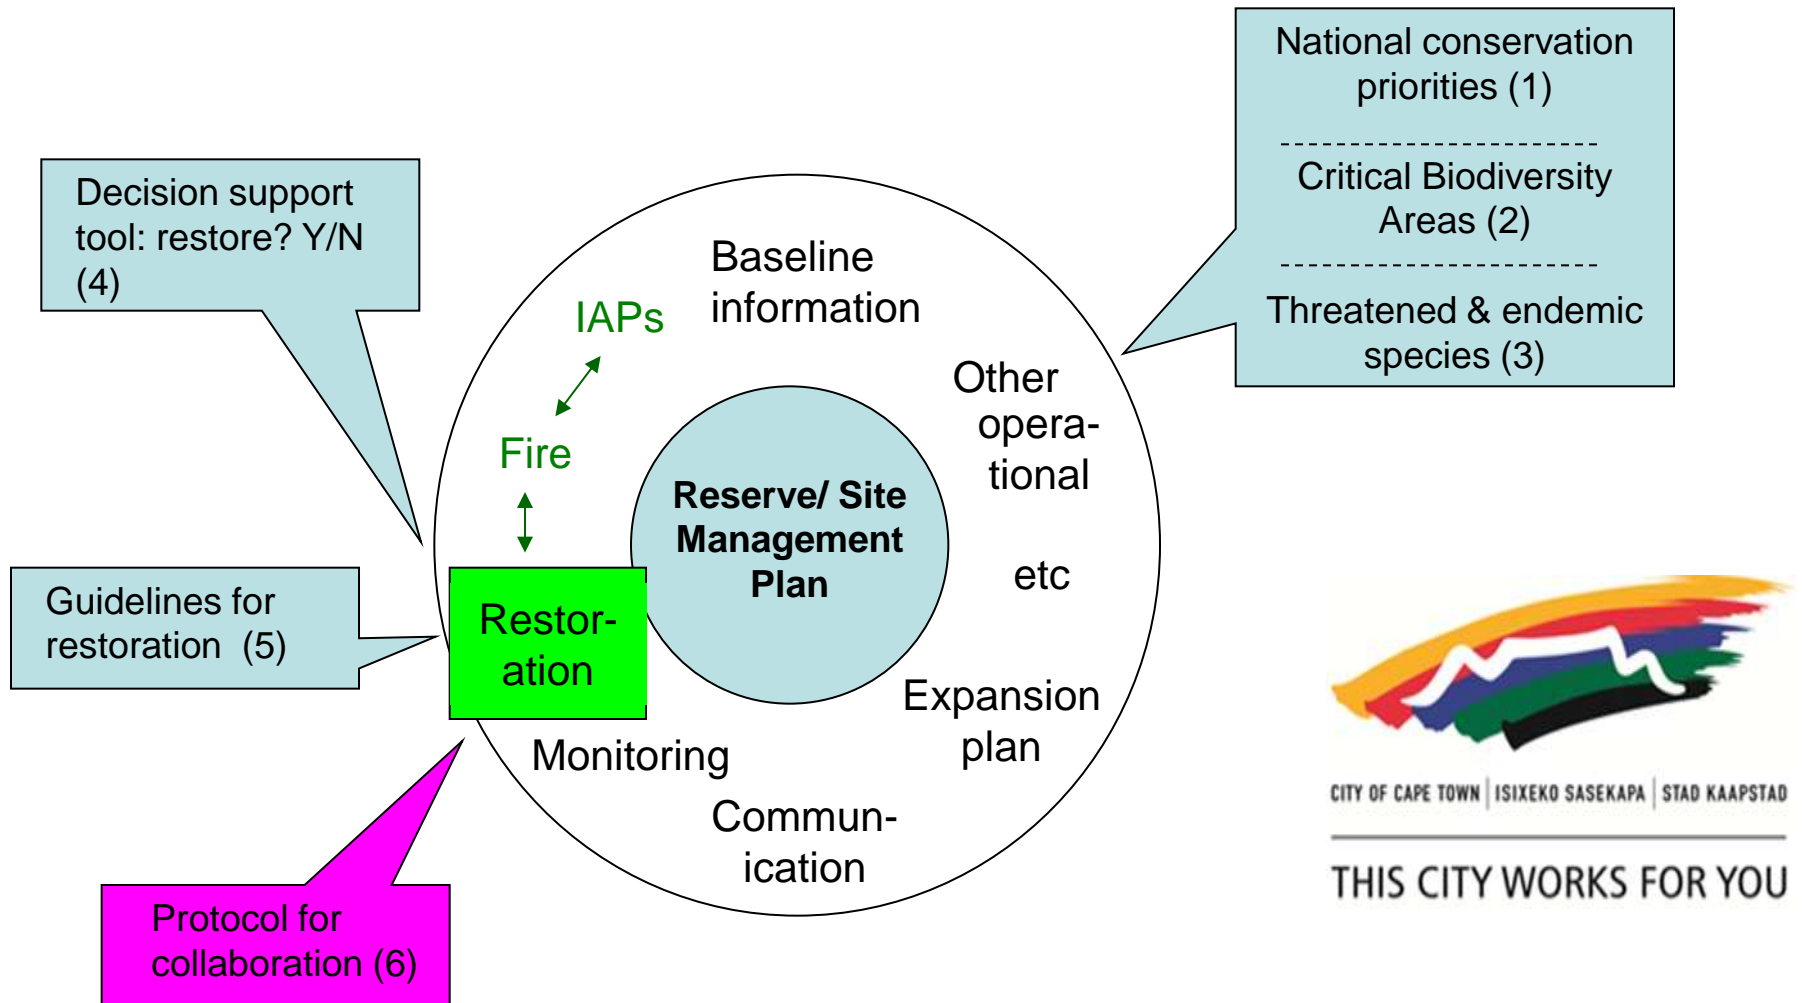 National conservation
priorities (1)
Critical Biodiversity
Areas (2)
Threatened & endemic
species (3)
Decision support
tool: restore? Y/N
(4)
Guidelines for
restoration (5)
Protocol for
collaboration (6)
Baseline
information
IAPs
Fire
Other
opera-
tional
etc
Expansion
plan
Commun-
ication
Monitoring
Restor-
ation
Reserve/ Site
Management
Plan
CITY OF CAPE TOWN | ISIXEKO SASEKAPA | STAD KAAPSTAD
THIS CITY WORKS FOR YOU